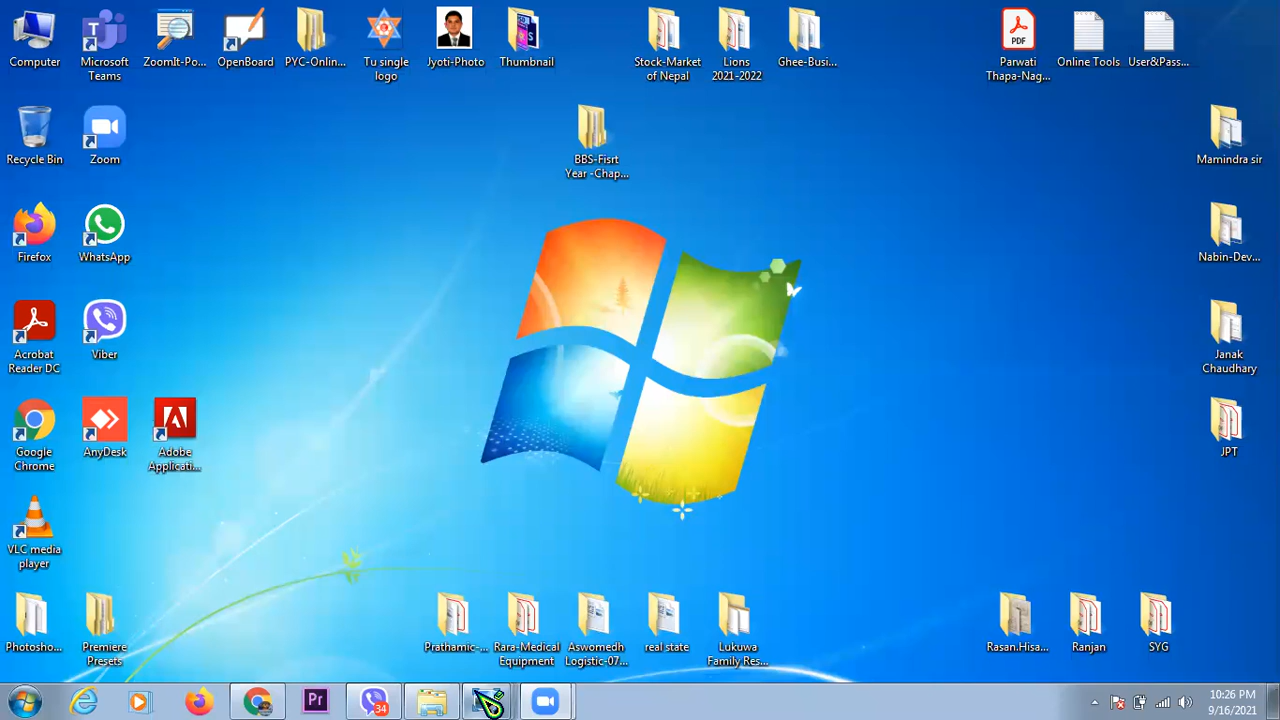 Computer
Microsoft
Teams
ZoomIt-Po...
OpenBoard
PYC-Onlin...
Tu single
logo
Jyoti-Photo
Thumbnail
Stock-Market
of Nepal
Lions
2021-2022
Ghee-Busi...
PDF
Parwati
Thapa-Nag...
Online Tools
User&Pass...
Recycle Bin
Zoom
BBS-Fisrt
Year -Chap...
Mamindra sir
Firefox
WhatsApp
Nabin-Dev...
Acrobat
Reader DC
Viber
Janak
Chaudhary
Google
Chrome
AnyDesk
Adobe
Applicati...
JPT
VLC media
player
Photosho...
Premiere
Presets
Prathamic-...
Rara-Medical
Equipment
Aswomedh
Logistic-07...
real state
Lukuwa
Family Res...
Rasan.Hisa...
Ranjan
SYG
Pr
34
10:26 PM
9/16/2021